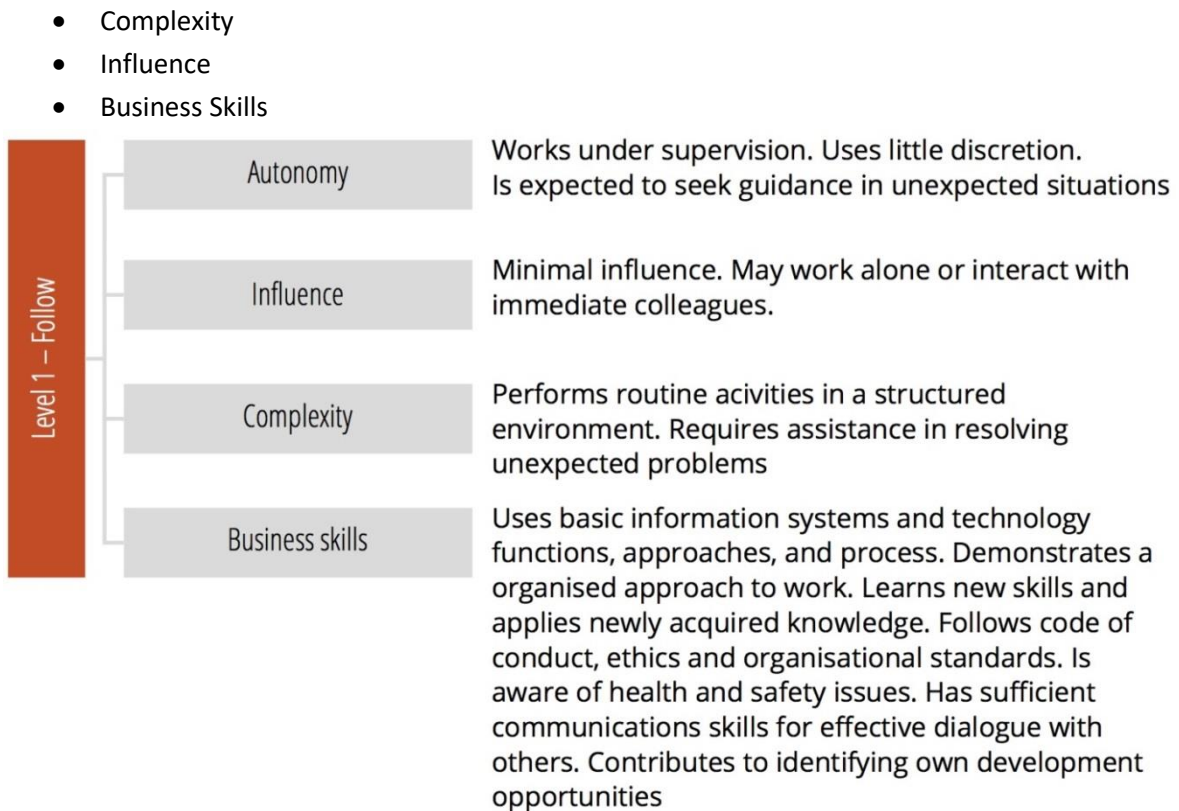 • Complexity
• Influence
• Business Skills
Level 1 – Follow
Autonomy
Works under supervision. Uses little discretion.
Is expected to seek guidance in unexpected situations
Influence
Minimal influence. May work alone or interact with
immediate colleagues.
Complexity
Performs routine acivities in a structured
environment. Requires assistance in resolving
unexpected problems
Business skills
Uses basic information systems and technology
functions, approaches, and process. Demonstrates a
organised approach to work. Learns new skills and
applies newly acquired knowledge. Follows code of
conduct, ethics and organisational standards. Is
aware of health and safety issues. Has sufficient
communications skills for effective dialogue with
others. Contributes to identifying own development
opportunities